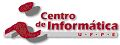 Centro
de Informática
U F P E